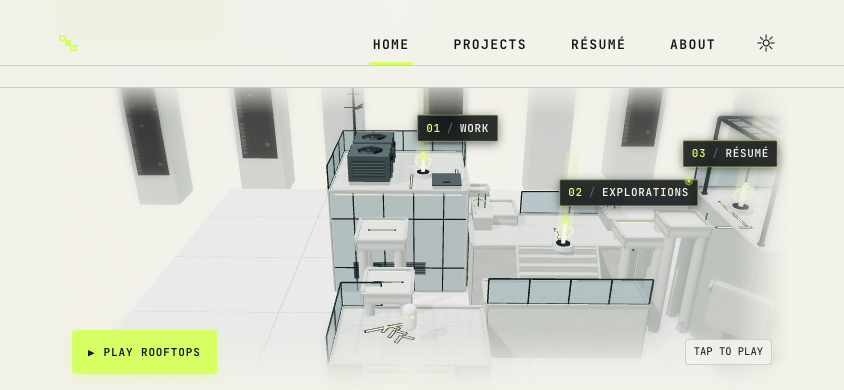 HOME
PROJECTS
RÉSUMÉ
ABOUT
01 / WORK
03 / RÉSUMÉ
02 / EXPLORATIONS
▶ PLAY ROOFTOPS
TAP TO PLAY